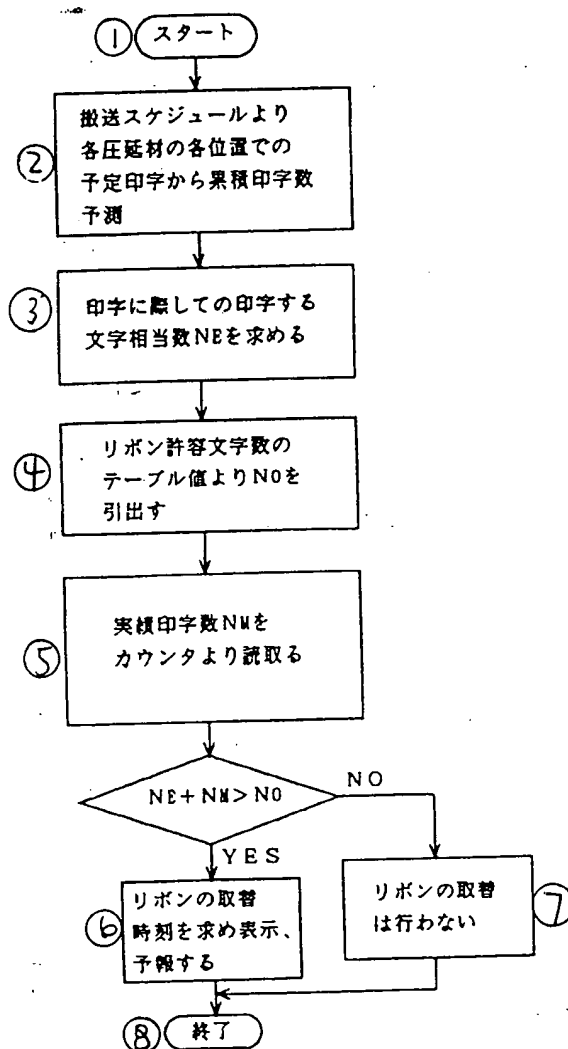 ① スタート
搬送スケジュールより
② 各圧延材の各位置での
予定印字から累積印字数
予測
③ 印字に際しての印字する
文字相当数NEを求める
リボン許容文字数の
④ テーブル値よりN0を
引出す
実績印字数NMを
⑤ カウンタより読取る
NE+NM>N0
NO
YES
リボンの取替
⑥ 時刻を求め表示、
予報する
リボンの取替
は行わない ⑦
⑧ 終了